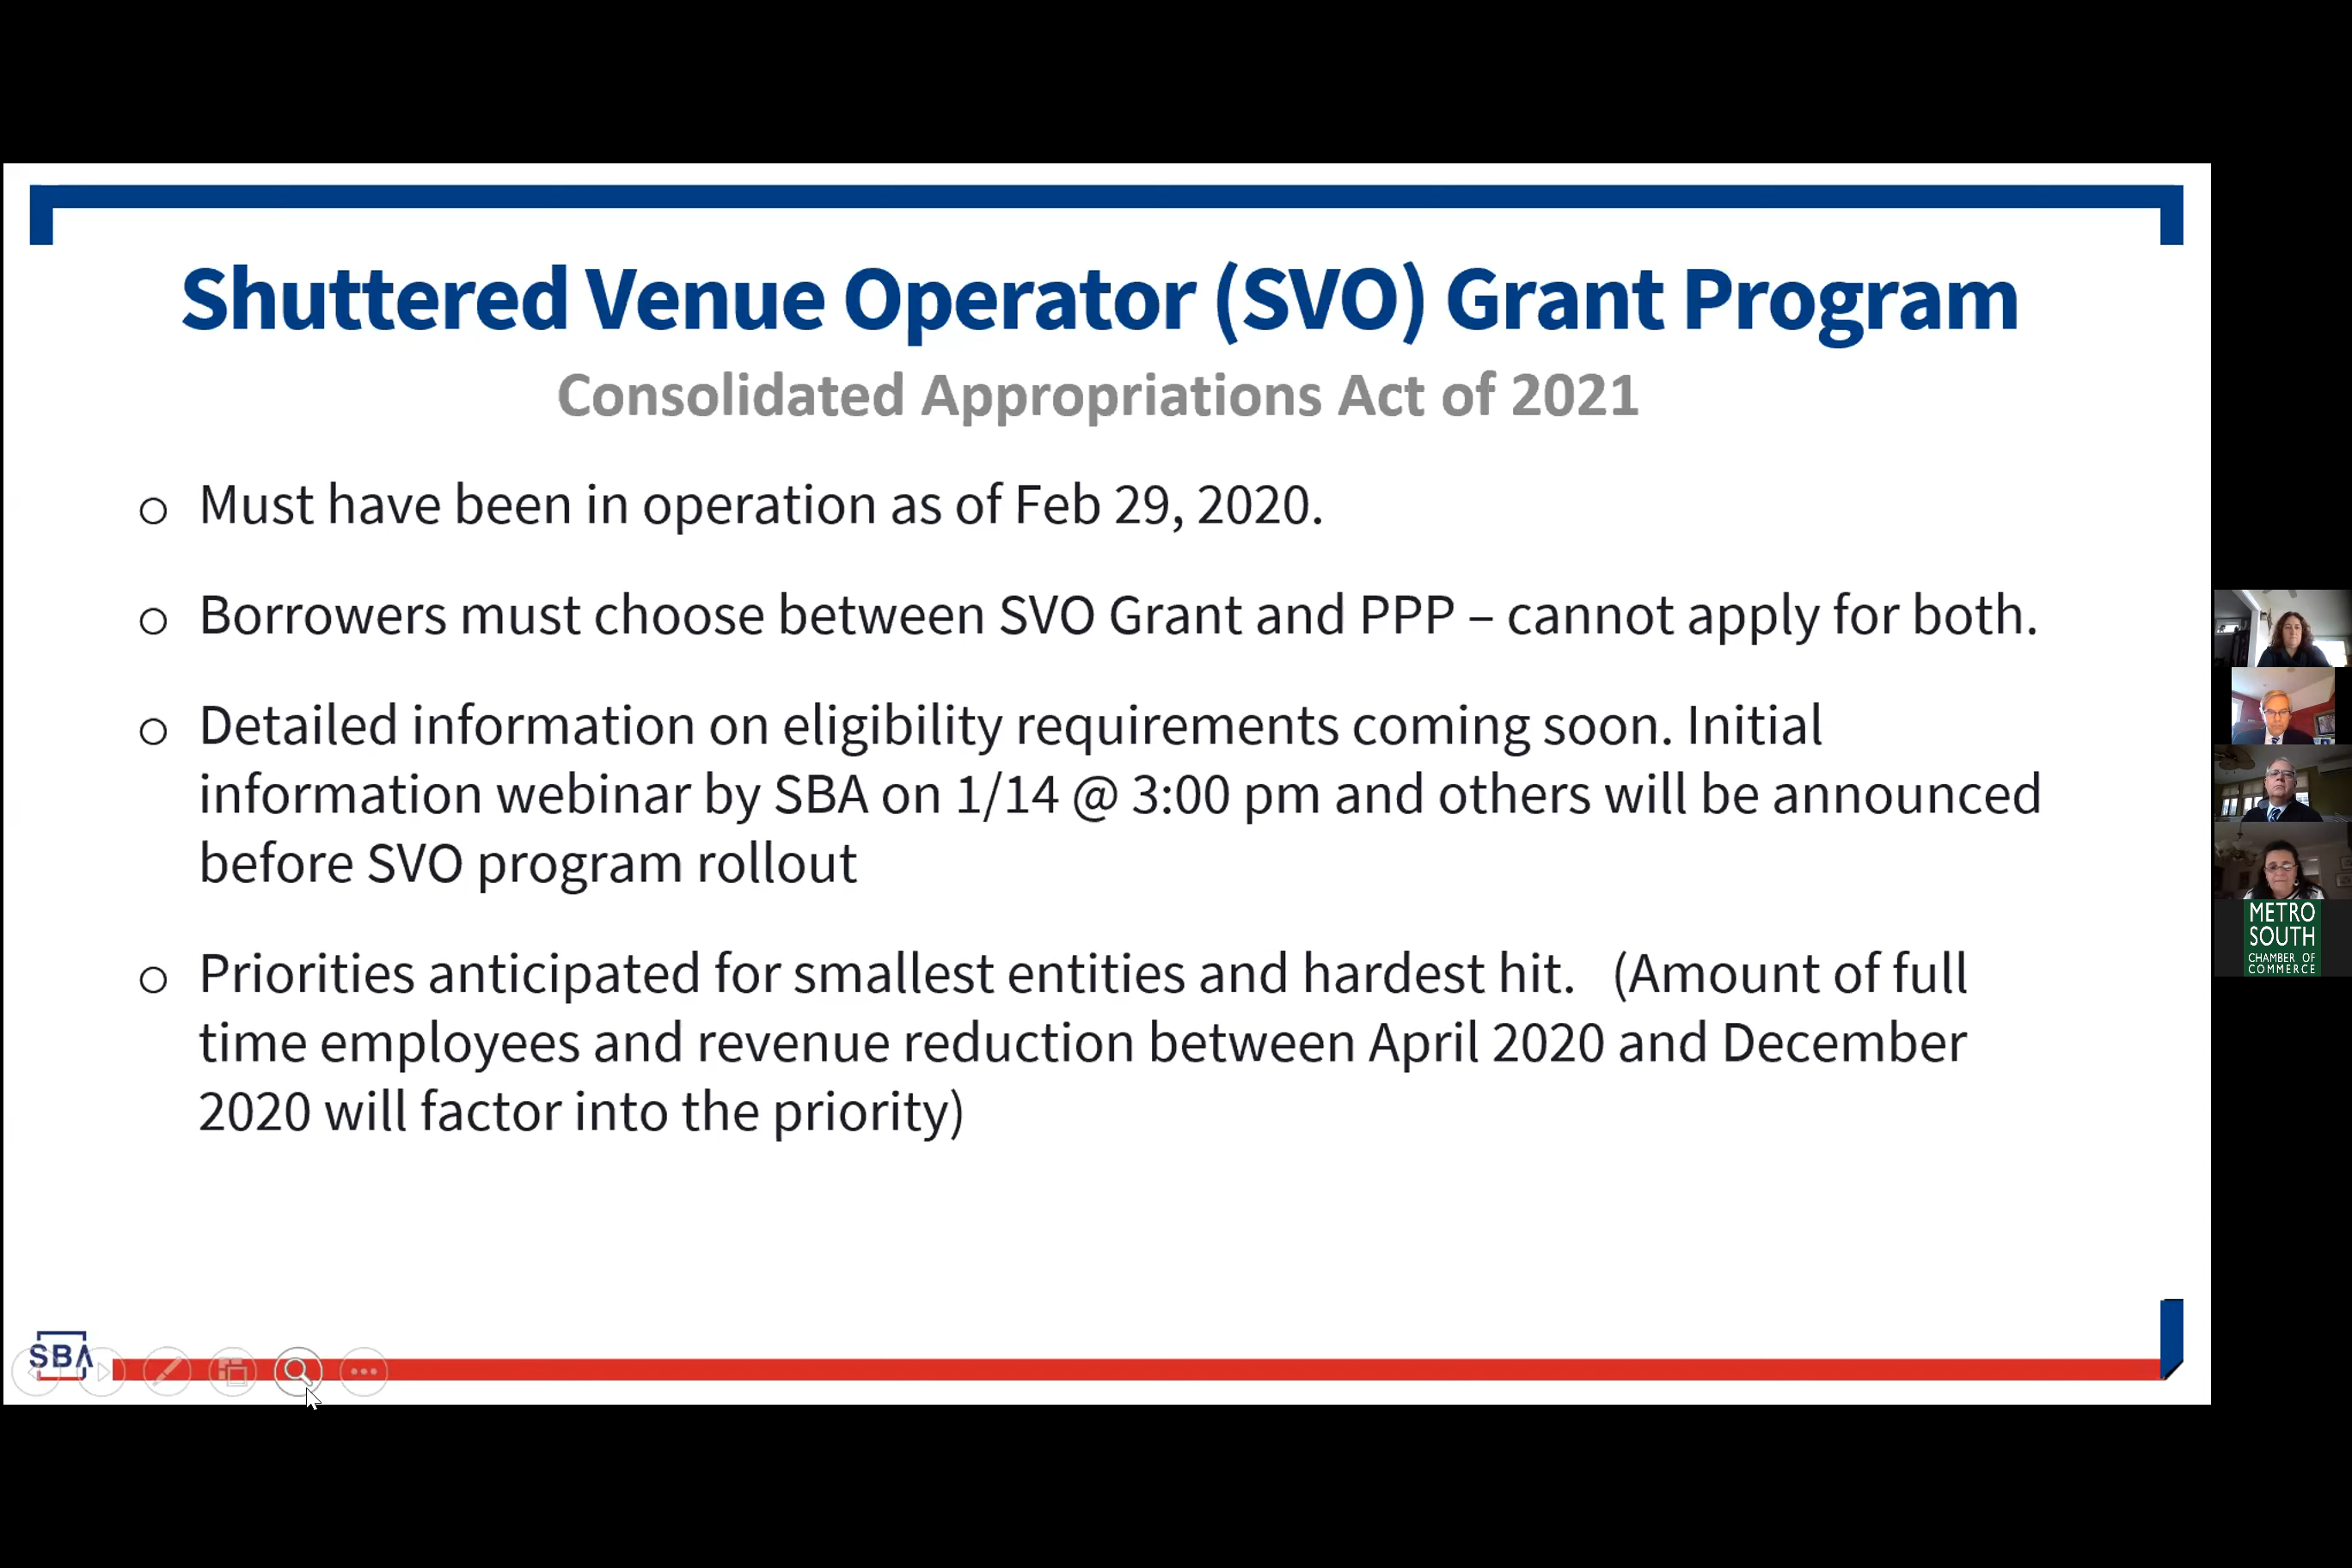 Shuttered Venue Operator (SVO) Grant Program
Consolidated Appropriations Act of 2021
Must have been in operation as of Feb 29, 2020.
Borrowers must choose between SVO Grant and PPP – cannot apply for both.
Detailed information on eligibility requirements coming soon. Initial
information webinar by SBA on 1/14 @ 3:00 pm and others will be announced
before SVO program rollout
Priorities anticipated for smallest entities and hardest hit.   (Amount of full
time employees and revenue reduction between April 2020 and December
2020 will factor into the priority)
SBA
METRO
SOUTH
CHAMBER OF
COMMERCE